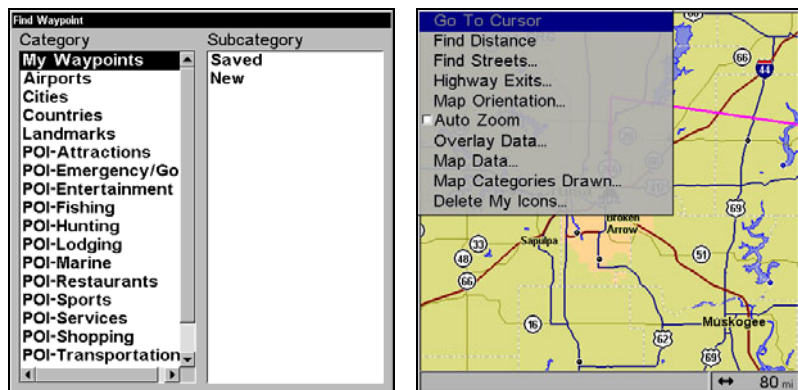 Find Waypoint
Category
My Waypoints
Airports
Cities
Countries
Landmarks
POI-Attractions
POI-Emergency/Go
POI-Entertainment
POI-Fishing
POI-Hunting
POI-Lodging
POI-Marine
POI-Restaurants
POI-Sports
POI-Services
POI-Shopping
POI-Transportation
Subcategory
Saved
New
Go To Cursor
Find Distance
Find Streets...
Highway Exits...
Map Orientation...
Auto Zoom
Overlay Data...
Map Data...
Map Categories Drawn...
Delete My Icons...
66
44
69
Broken
Arrow
Sapulpa
33
48
51
66
16
Muskogee
62
69
80 mi